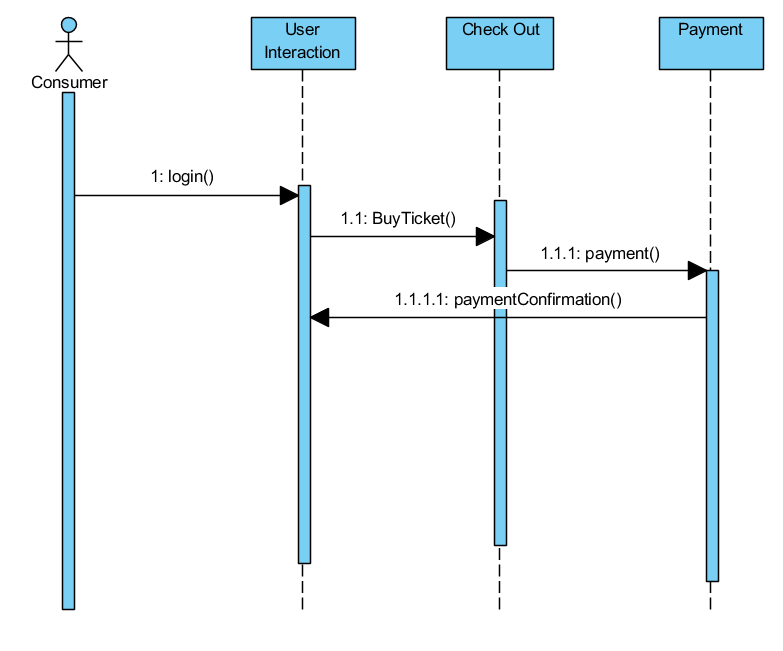 Consumer
User
Interaction
Check Out
Payment
1: login()
1.1: BuyTicket()
1.1.1: payment()
1.1.1.1: paymentConfirmation()